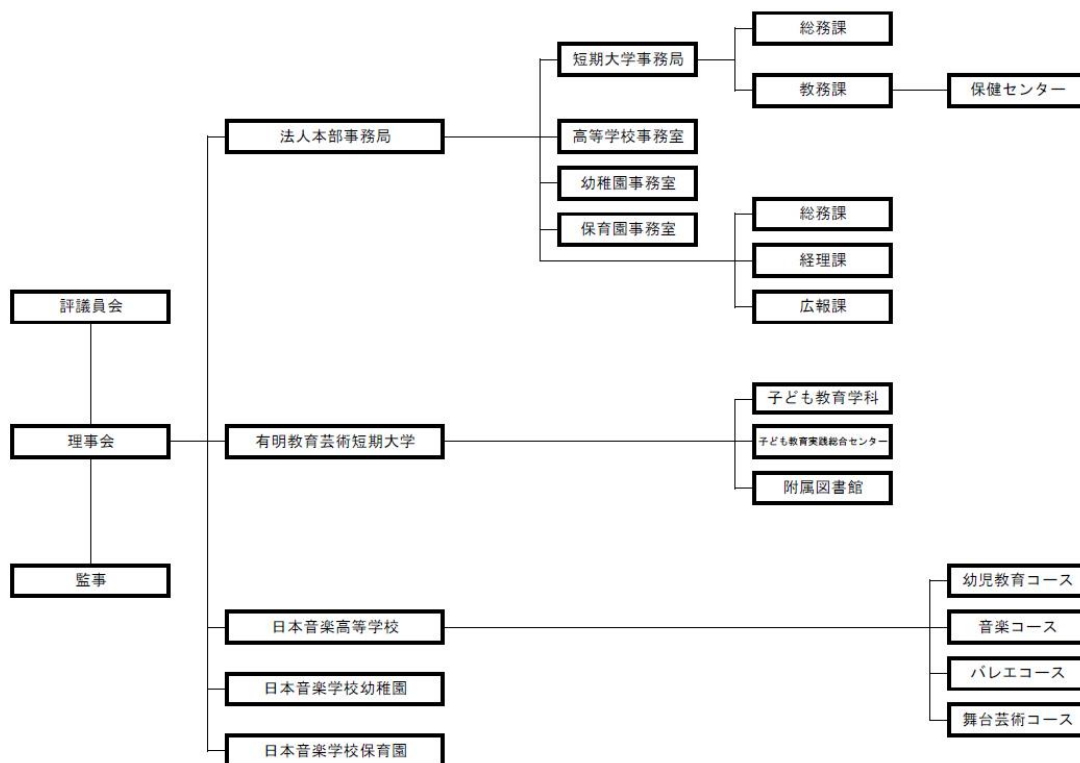 総務課
短期大学事務局
教務課
保健センター
法人本部事務局
高等学校事務室
幼稚園事務室
保育園事務室
総務課
経理課
広報課
評議員会
理事会
監事
有明教育芸術短期大学
子ども教育学科
子ども教育実践総合センター
附属図書館
日本音楽高等学校
幼児教育コース
音楽コース
バレエコース
舞台芸術コース
日本音楽学校幼稚園
日本音楽学校保育園